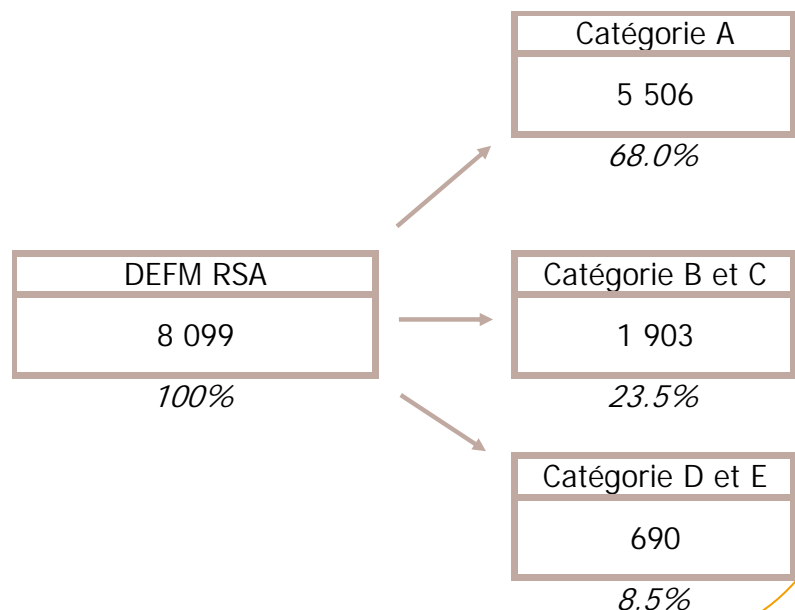 Catégorie A
5 506
68.0%
DEFM RSA
8 099
100%
Catégorie B et C
1 903
23.5%
Catégorie D et E
690
8.5%